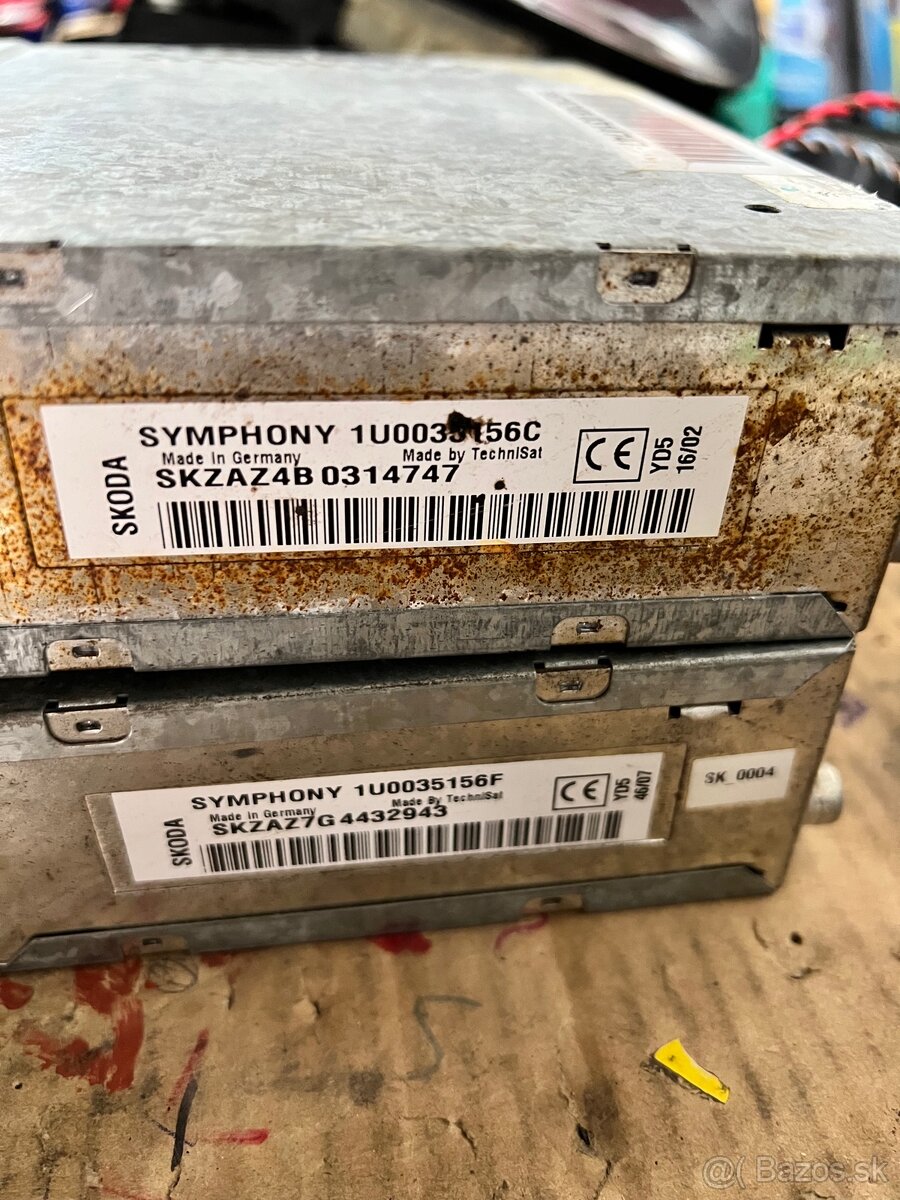 SYMPHONY 1U0035156C
Made in Germany Made by TechniSat
SKZAZ4B 0314747
SKODA
CE
YD5
16/02
SYMPHONY 1U0035156F
Made in Germany Made By TechniSat
SKZAZ7G 4432943
SKODA
CE
YD5
46/07
SK_0004
@( Bazos.sk